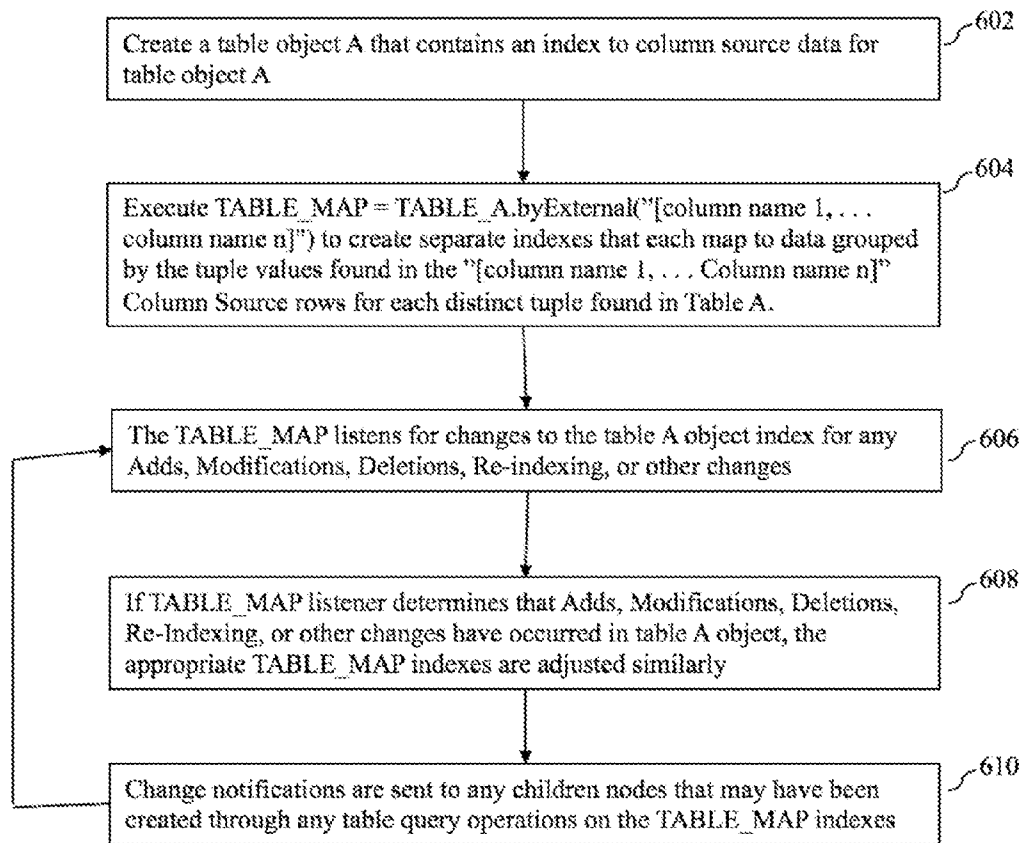 602
Create a table object A that contains an index to column source data for
table object A
604
Execute TABLE_MAP = TABLE_A.byExternal("[column name 1, . . .
column name n]") to create separate indexes that each map to data grouped
by the tuple values found in the "[column name 1, . . . Column name n]"
Column Source rows for each distinct tuple found in Table A.
The TABLE_MAP listens for changes to the table A object index for any
Adds, Modifications, Deletions, Re-indexing, or other changes
606
608
If TABLE_MAP listener determines that Adds, Modifications, Deletions,
Re-Indexing, or other changes have occurred in table A object, the
appropriate TABLE_MAP indexes are adjusted similarly
610
Change notifications are sent to any children nodes that may have been
created through any table query operations on the TABLE_MAP indexes